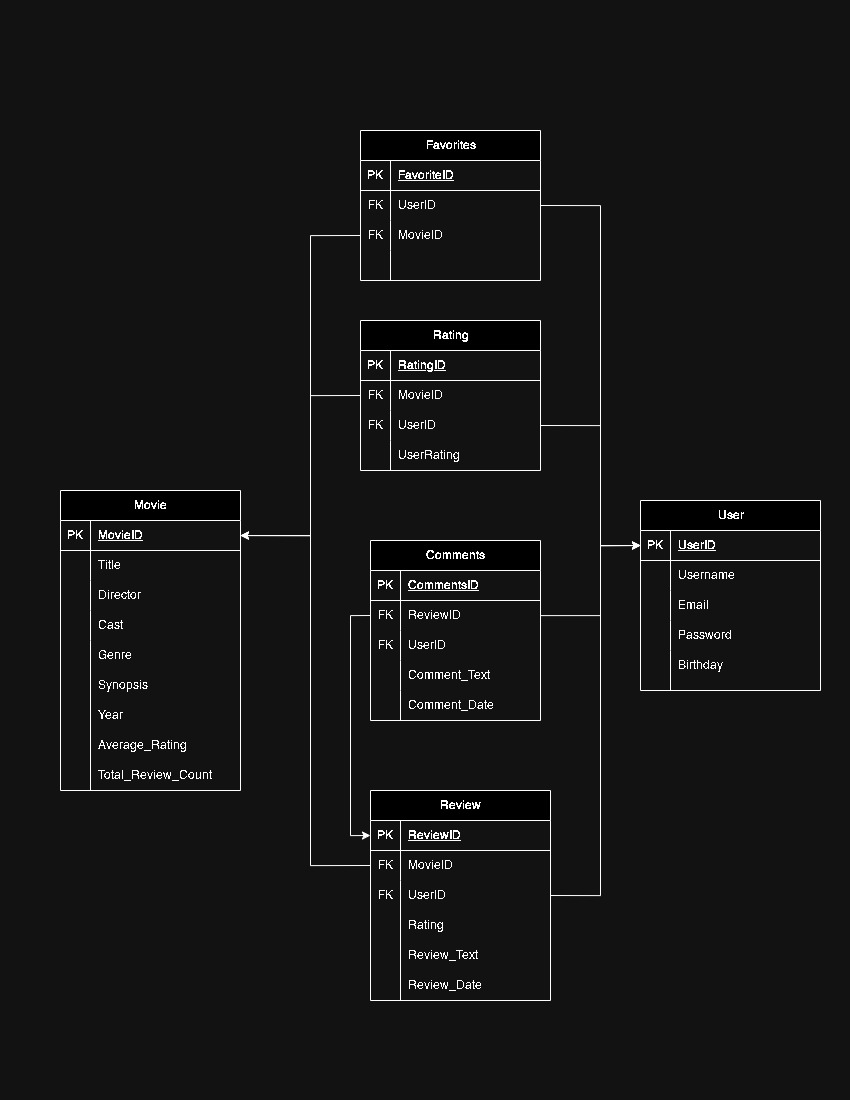 Favorites
PK FavoriteID
FK UserID
FK MovieID
Rating
PK RatingID
FK MovieID
FK UserID
UserRating
Movie
PK MovieID
Title
Director
Cast
Genre
Synopsis
Year
Average_Rating
Total_Review_Count
Comments
PK CommentsID
FK ReviewID
FK UserID
Comment_Text
Comment_Date
User
PK UserID
Username
Email
Password
Birthday
Review
PK ReviewID
FK MovieID
FK UserID
Rating
Review_Text
Review_Date